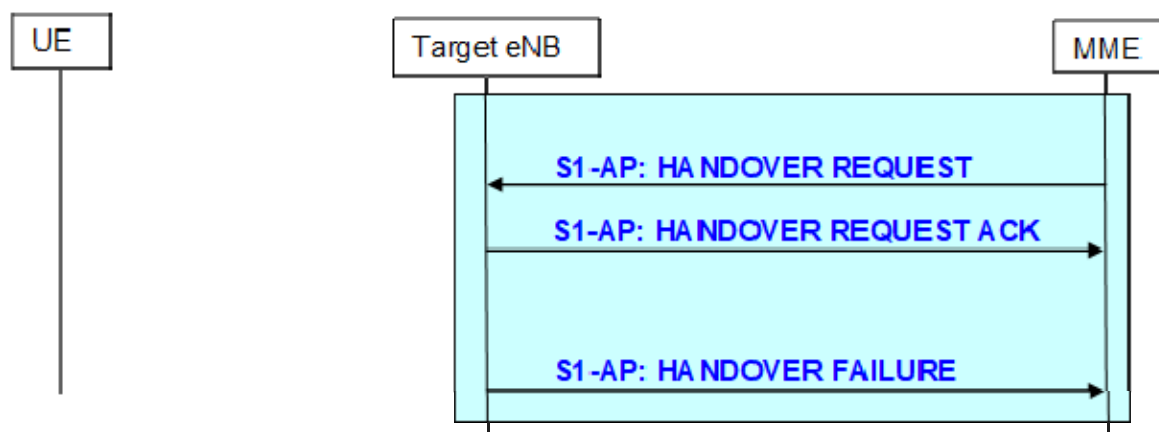 UE
Target eNB
MME
S1-AP: HANDOVER REQUEST
S1-AP: HANDOVER REQUEST ACK
S1-AP: HANDOVER FAILURE